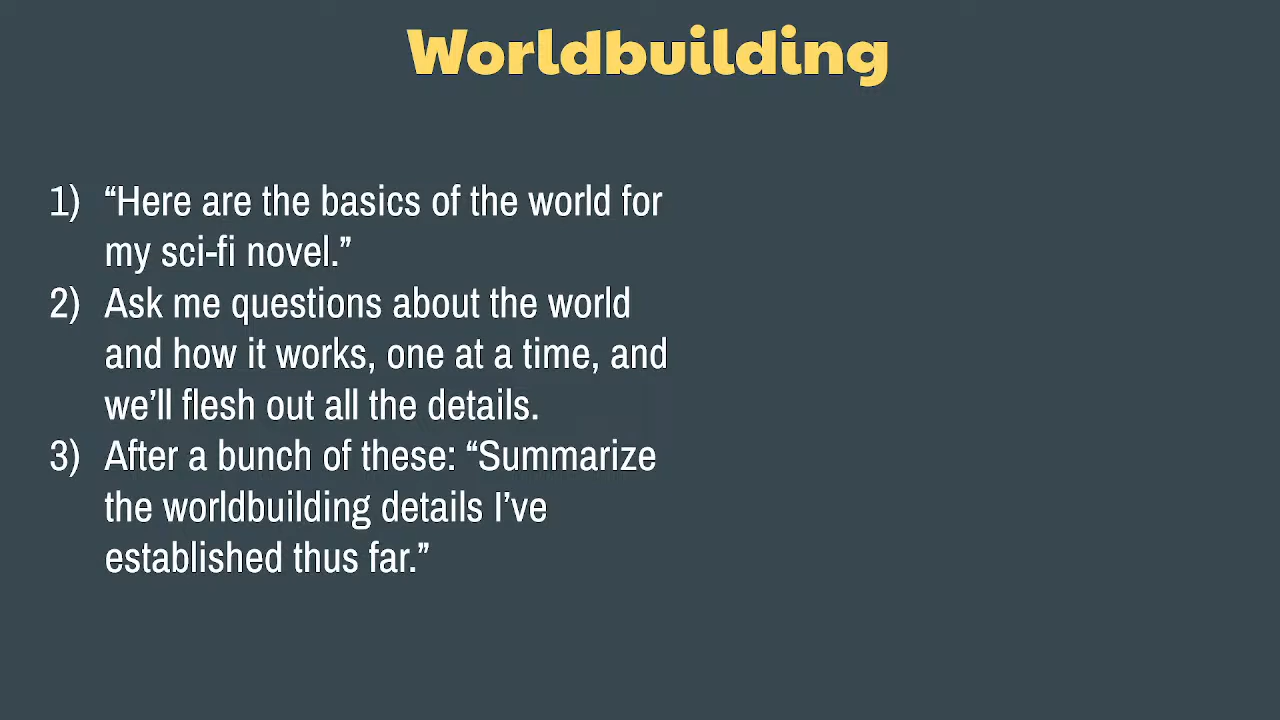 Worldbuilding
1) “Here are the basics of the world for
my sci-fi novel.”
2) Ask me questions about the world
and how it works, one at a time, and
we’ll flesh out all the details.
3) After a bunch of these: “Summarize
the worldbuilding details I’ve
established thus far.”